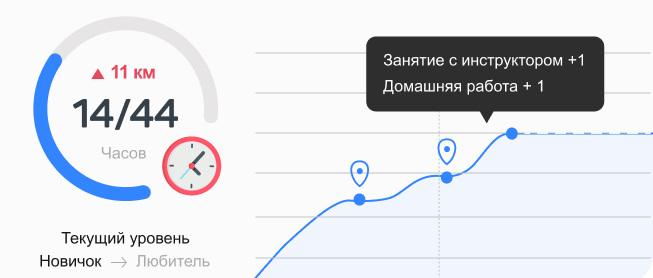 ▲ 11 км
14/44
Часов
Текущий уровень
Новичок → Любитель
Занятие с инструктором +1
Домашняя работа + 1